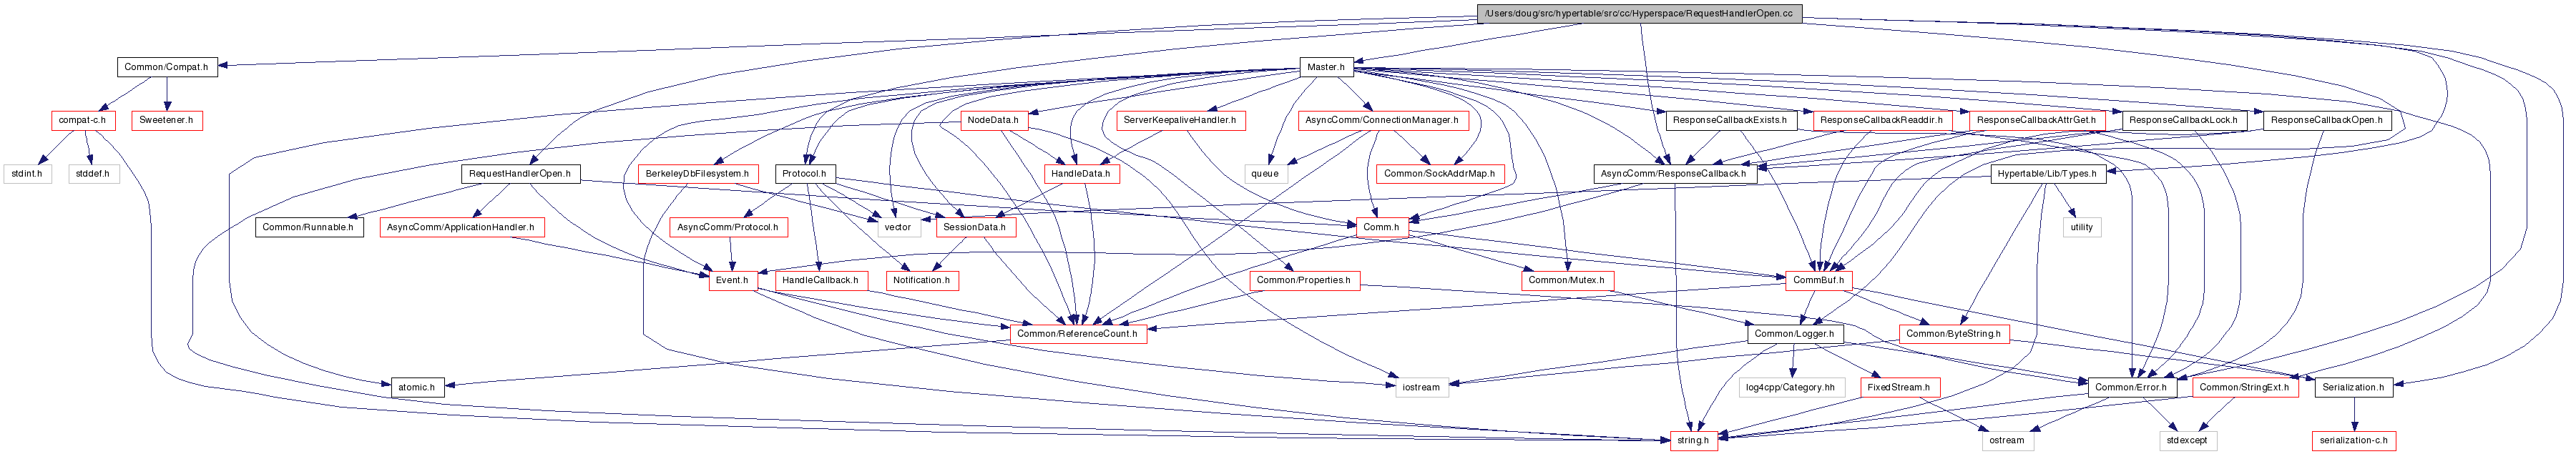 /Users/doug/src/hypertable/src/cc/Hyperspace/RequestHandlerOpen.cc
Common/Compat.h
Master.h
compat-c.h
Sweetener.h
NodeData.h
ServerKeepaliveHandler.h
AsyncComm/ConnectionManager.h
ResponseCallbackExists.h
ResponseCallbackReaddir.h
ResponseCallbackAttrGet.h
ResponseCallbackLock.h
ResponseCallbackOpen.h
stdint.h
stddef.h
RequestHandlerOpen.h
BerkeleyDbFilesystem.h
Protocol.h
HandleData.h
queue
Common/SockAddrMap.h
AsyncComm/ResponseCallback.h
Hypertable/Lib/Types.h
Common/Runnable.h
AsyncComm/ApplicationHandler.h
AsyncComm/Protocol.h
vector
SessionData.h
Comm.h
utility
Event.h
HandleCallback.h
Notification.h
Common/Properties.h
Common/Mutex.h
CommBuf.h
Common/ReferenceCount.h
Common/Logger.h
Common/ByteString.h
atomic.h
iostream
log4cpp/Category.hh
FixedStream.h
Common/Error.h
Common/StringExt.h
Serialization.h
string.h
ostream
stdexcept
serialization-c.h